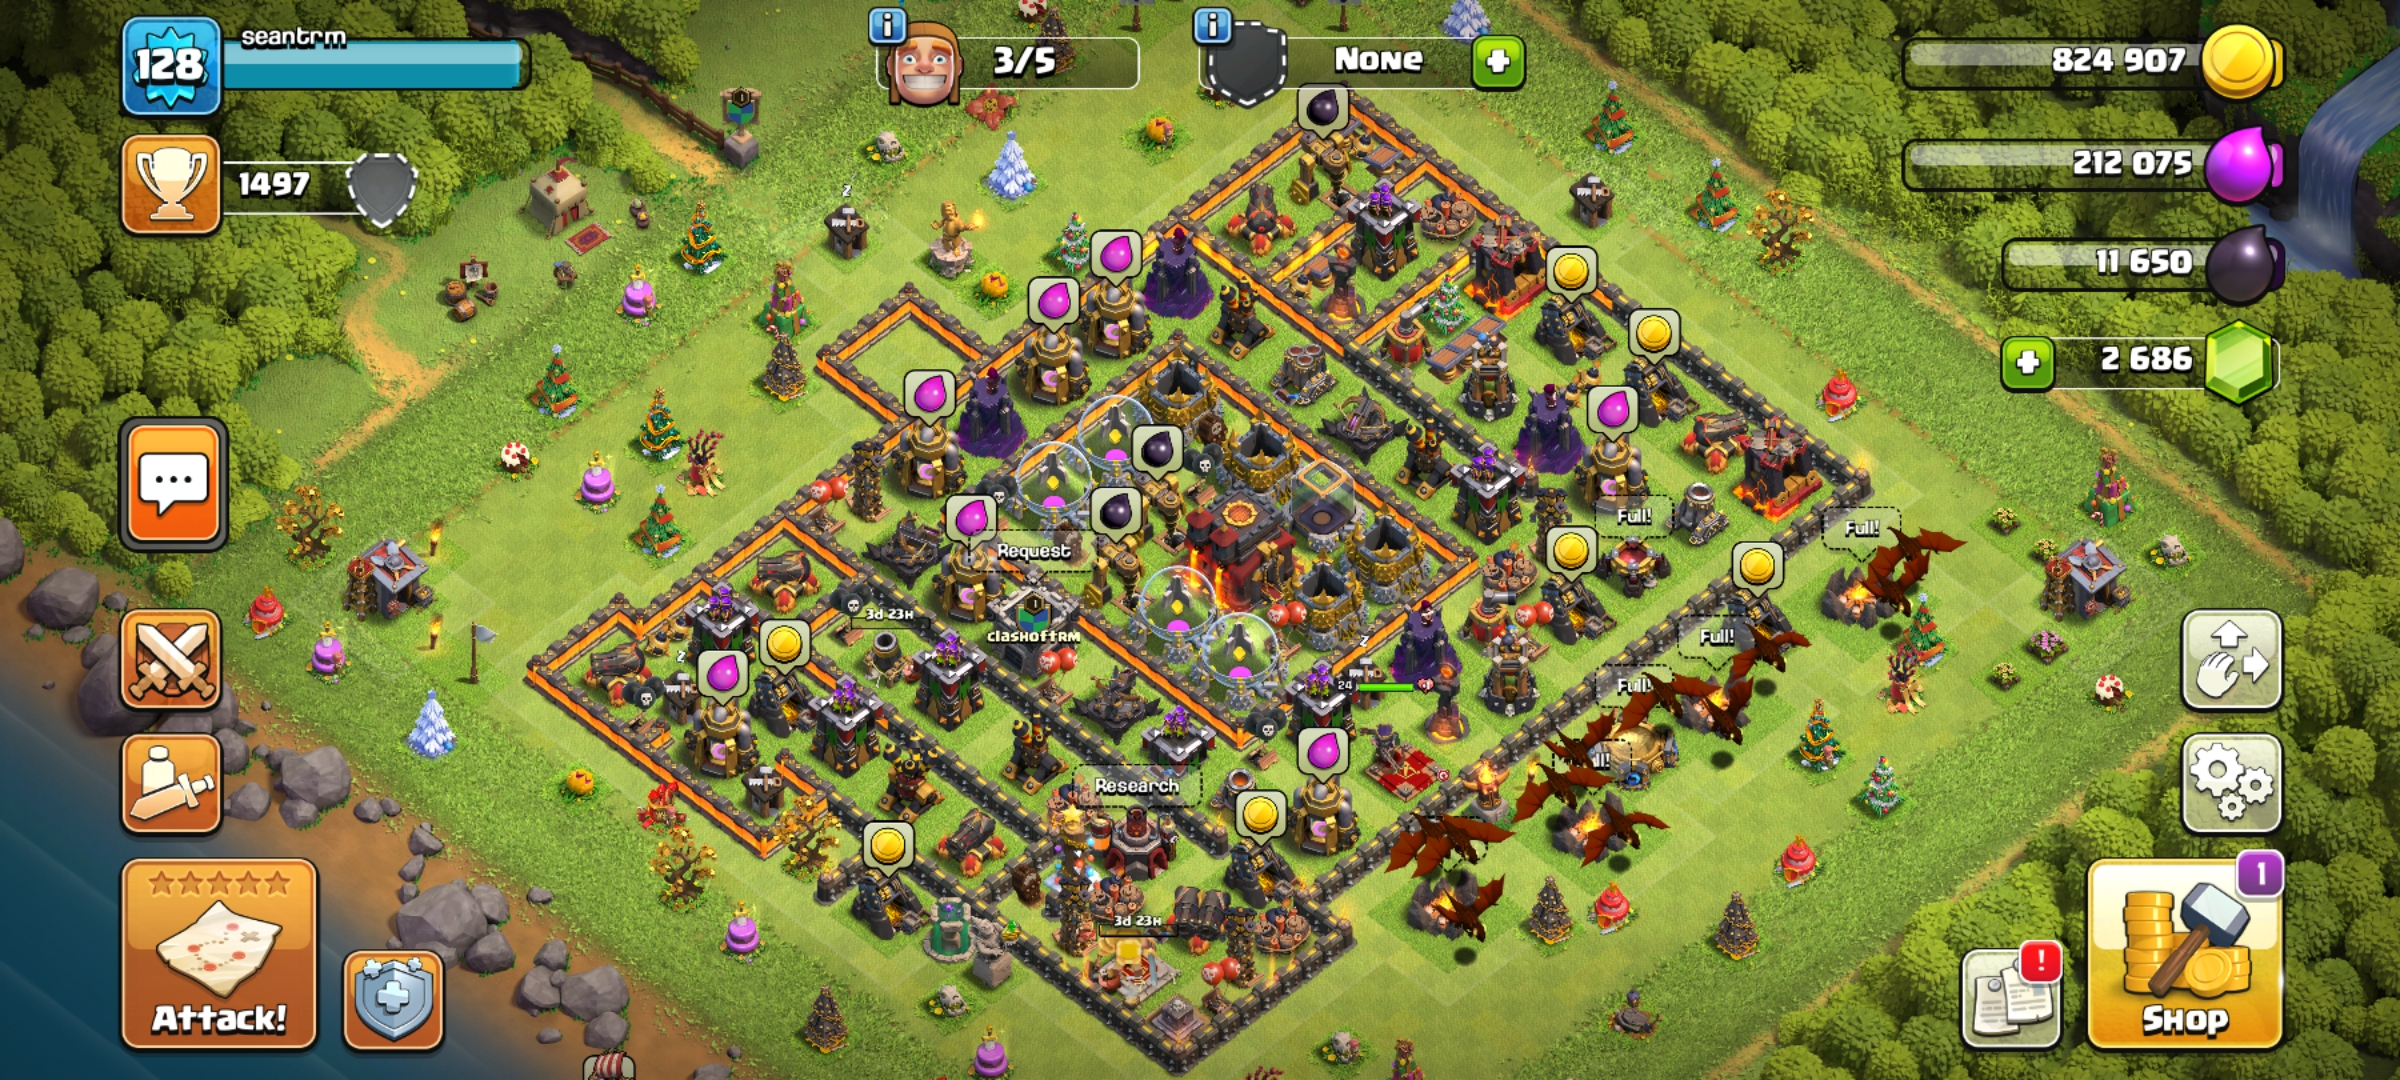 128
seantrm
3/5
None
824 907
1497
212 075
11 650
2 686
Full!
Full!
Request
3d 23H
clashoftrm
Full!
Full!
24
Research
3d 23H
Attack!
1
!
Shop